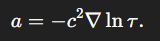 a = −c²∇ ln τ.